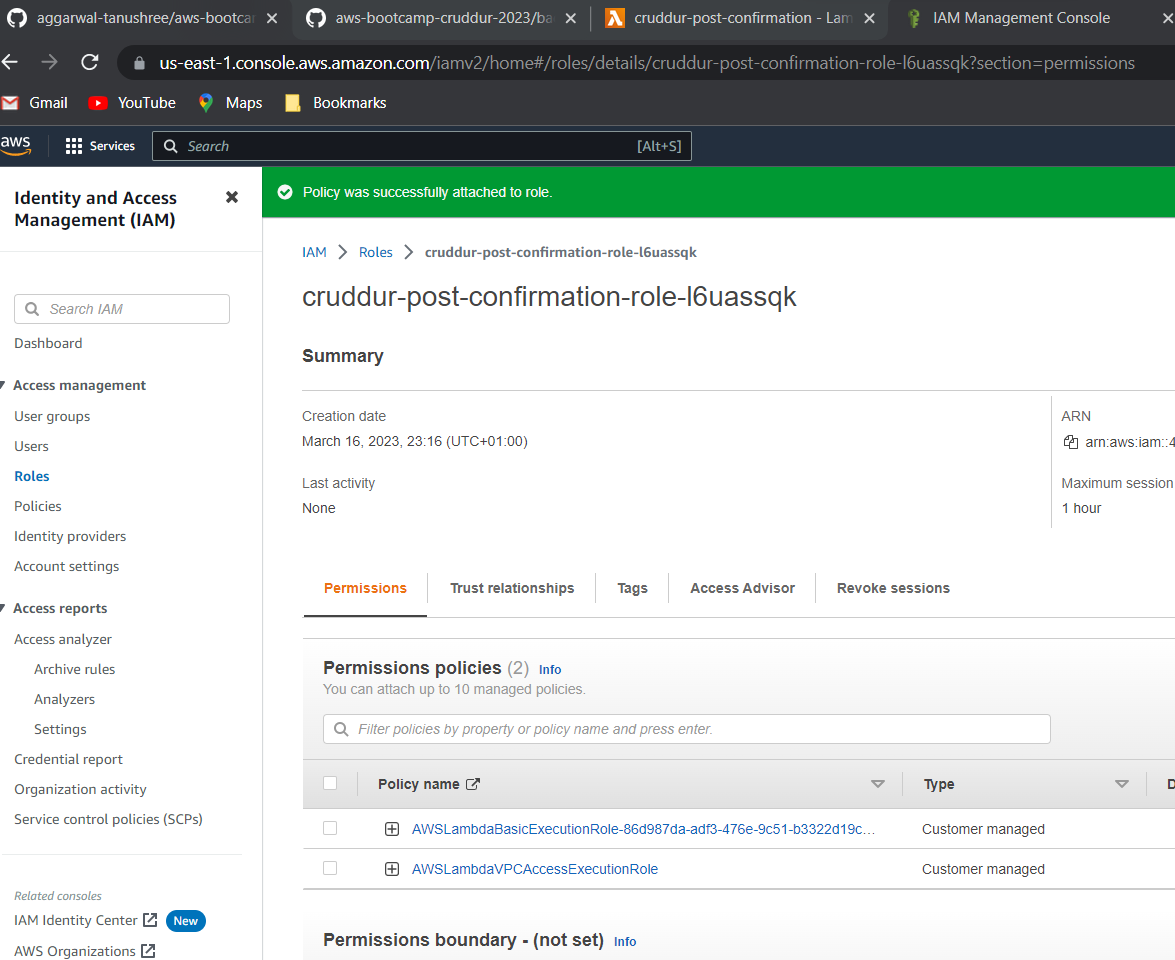 aggarwal-tanushree/aws-bootcar
aws-bootcamp-cruddur-2023/ba
cruddur-post-confirmation - Lam
IAM Management Console
us-east-1.console.aws.amazon.com/iamv2/home#/roles/details/cruddur-post-confirmation-role-l6uassqk?section=permissions
Gmail
YouTube
Maps
Bookmarks
aws
Services
Search
[Alt+S]
Identity and Access
Management (IAM)
Policy was successfully attached to role.
IAM
Roles
cruddur-post-confirmation-role-l6uassqk
cruddur-post-confirmation-role-l6uassqk
Search IAM
Dashboard
Access management
User groups
Users
Roles
Policies
Identity providers
Account settings
Access reports
Access analyzer
Archive rules
Analyzers
Settings
Credential report
Organization activity
Service control policies (SCPs)
Related consoles
IAM Identity Center
New
AWS Organizations
Summary
Creation date
March 16, 2023, 23:16 (UTC+01:00)
ARN
arn:aws:iam::4
Last activity
None
Maximum session
1 hour
Permissions
Trust relationships
Tags
Access Advisor
Revoke sessions
Permissions policies (2) Info
You can attach up to 10 managed policies.
Filter policies by property or policy name and press enter.
Policy name
Type
D
AWSLambdaBasicExecutionRole-86d987da-adf3-476e-9c51-b3322d19c...
Customer managed
AWSLambdaVPCAccessExecutionRole
Customer managed
Permissions boundary - (not set) Info